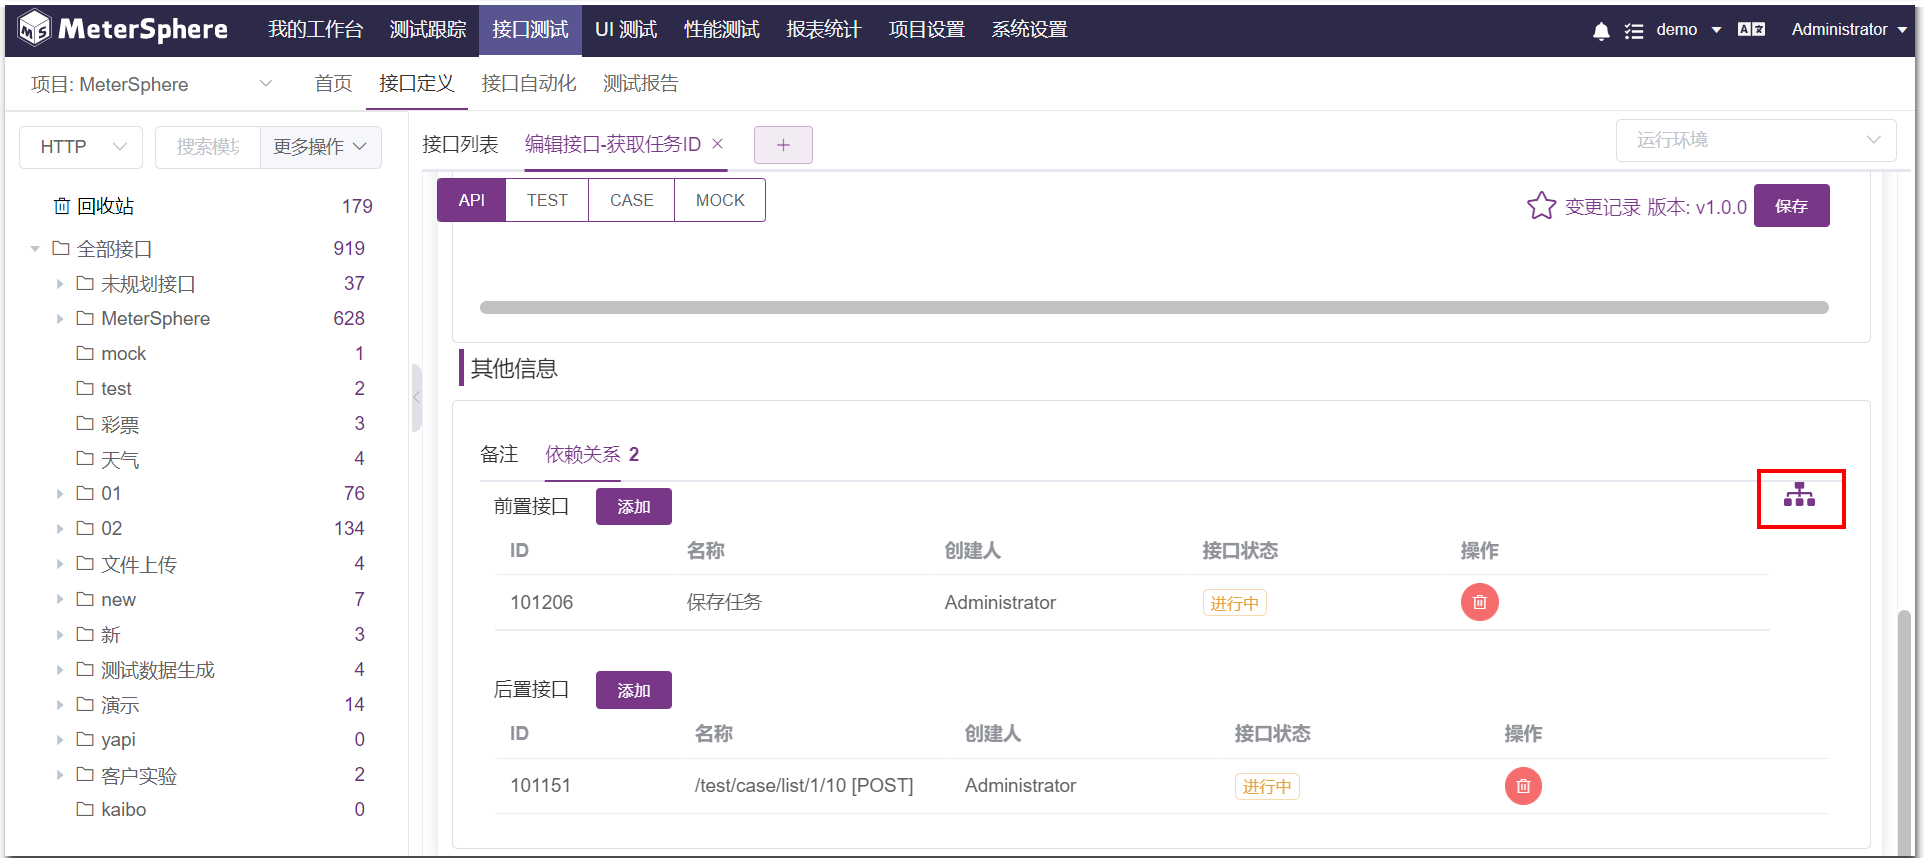 MeterSphere 我的工作台 测试跟踪 接口测试 UI 测试 性能测试 报表统计 项目设置 系统设置 demo Administrator
项目: MeterSphere 首页 接口定义 接口自动化 测试报告
HTTP 搜索模块 更多操作
回收站 179
全部接口 919
未规划接口 37
MeterSphere 628
mock 1
test 2
彩票 3
天气 4
01 76
02 134
文件上传 4
new 7
新 3
测试数据生成 4
演示 14
yapi 0
客户实验 2
kaibo 0
接口列表 编辑接口-获取任务ID × + 运行环境
API TEST CASE MOCK 变更记录 版本: v1.0.0 保存
其他信息
备注 依赖关系 2
前置接口 添加
ID 名称 创建人 接口状态 操作
101206 保存任务 Administrator 进行中
后置接口 添加
ID 名称 创建人 接口状态 操作
101151 /test/case/list/1/10 [POST] Administrator 进行中